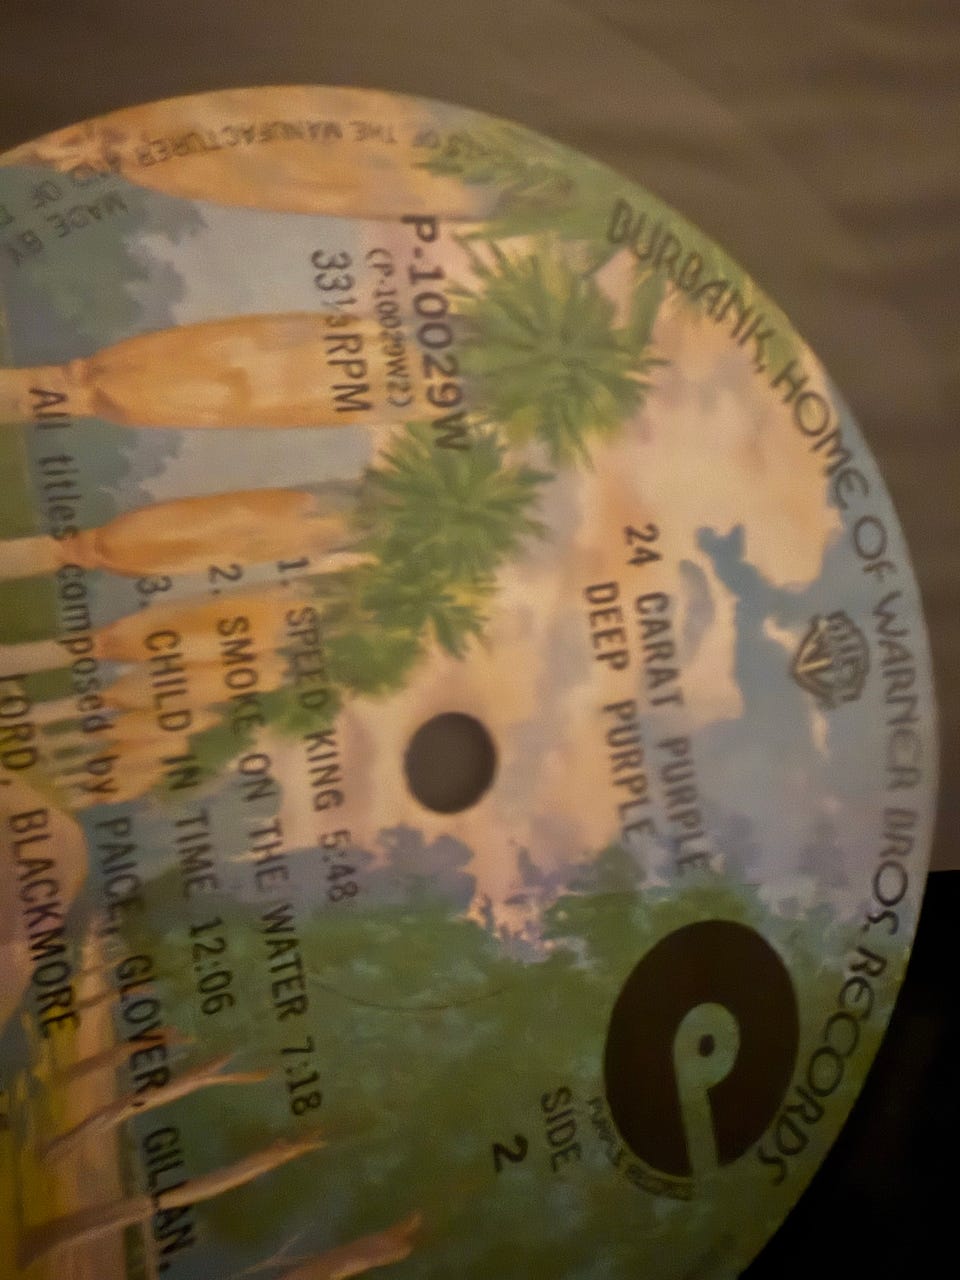 BURBANK, HOME OF WARNER BROS. RECORDS
24 CARAT PURPLE
DEEP PURPLE
P-10029W
(P-10029W2)
33⅓RPM
SIDE
2
1. SPEED KING 5:48
2. SMOKE ON THE WATER 7:18
3. CHILD IN TIME 12:06
All titles composed by PAICE, GLOVER, GILLAN,
LORD, BLACKMORE
MADE BY
OF THE MANUFACTURER AND OF